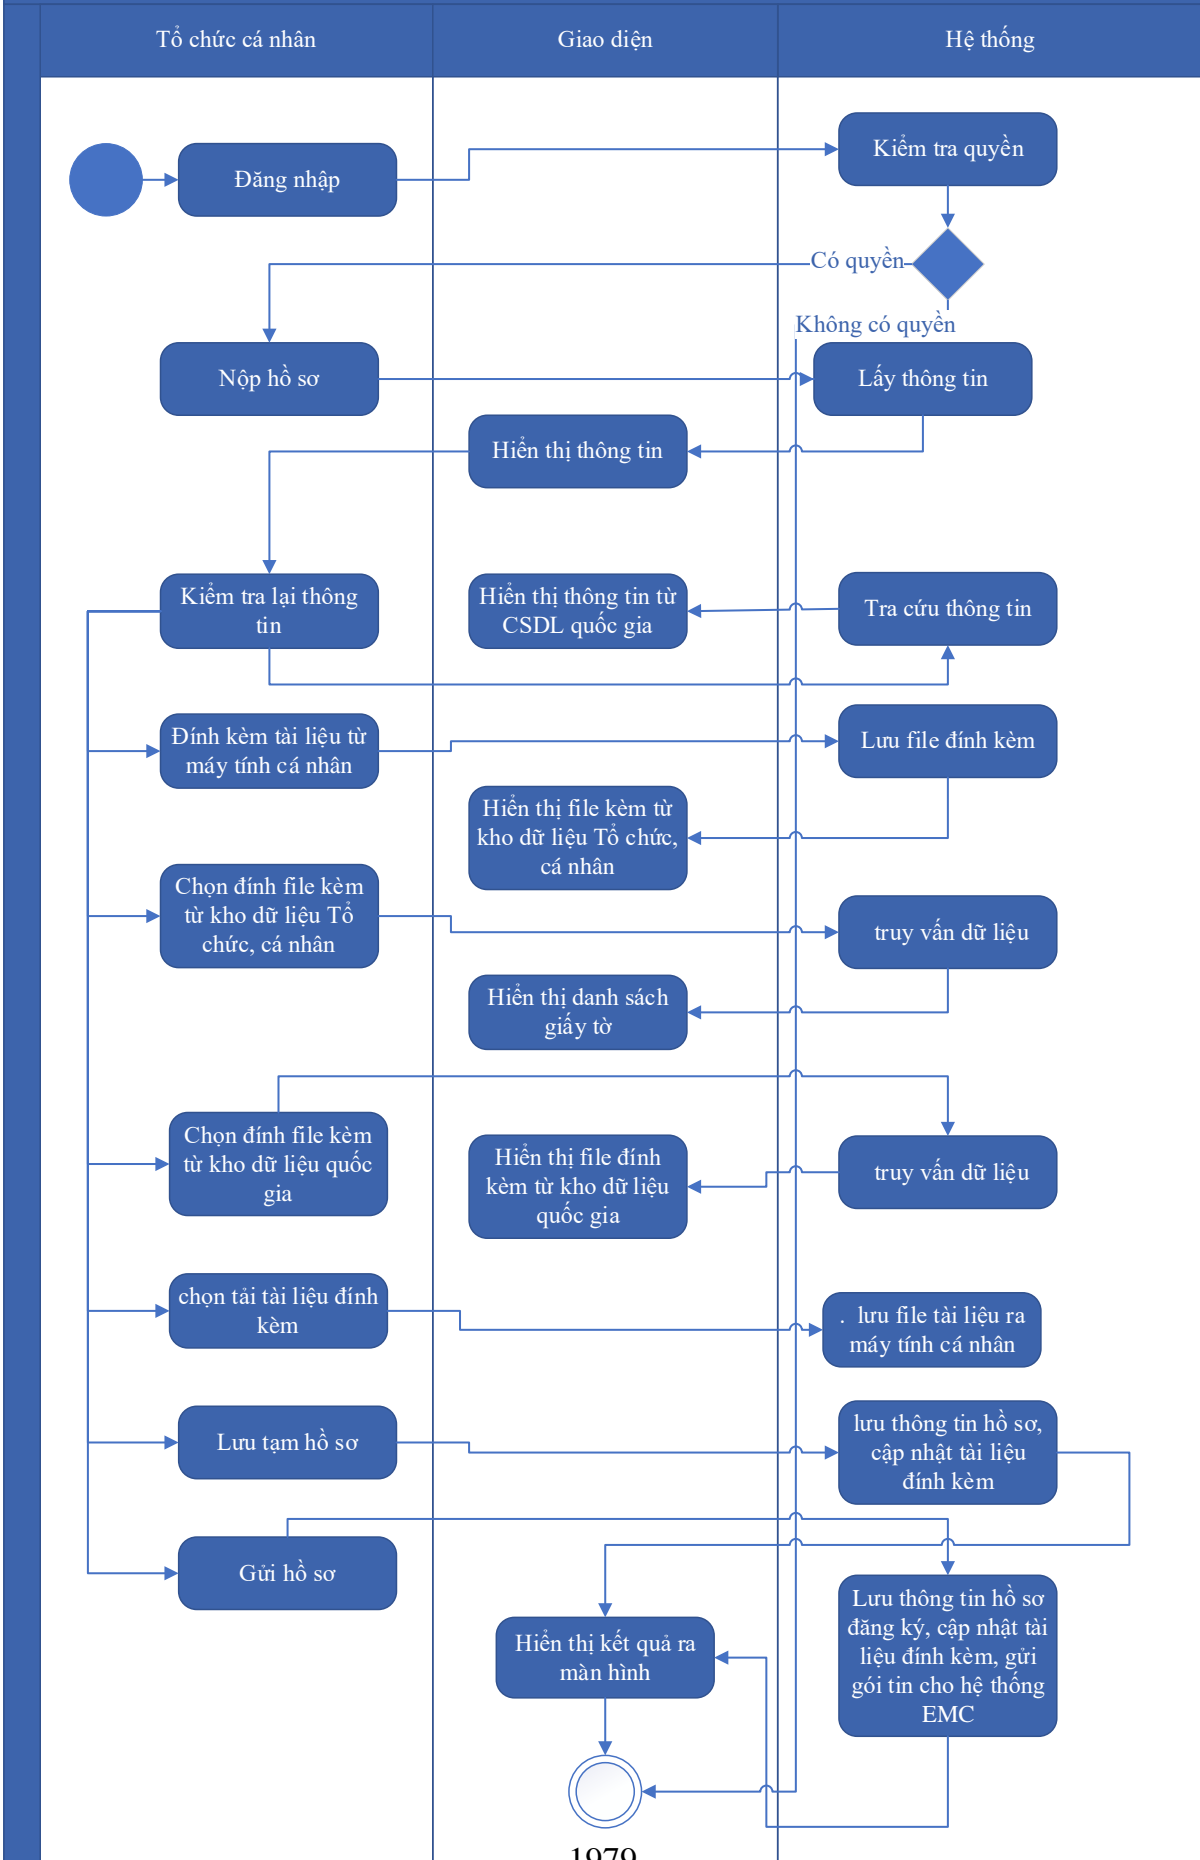 Tổ chức cá nhân
Giao diện
Hệ thống
Kiểm tra quyền
Đăng nhập
Có quyền
Không có quyền
Nộp hồ sơ
Lấy thông tin
Hiển thị thông tin
Kiểm tra lại thông
tin
Hiển thị thông tin từ
CSDL quốc gia
Tra cứu thông tin
Đính kèm tài liệu từ
máy tính cá nhân
Lưu file đính kèm
Hiển thị file kèm từ
kho dữ liệu Tổ chức,
cá nhân
Chọn đính file kèm
từ kho dữ liệu Tổ
chức, cá nhân
truy vấn dữ liệu
Hiển thị danh sách
giấy tờ
Chọn đính file kèm
từ kho dữ liệu quốc
gia
Hiển thị file đính
kèm từ kho dữ liệu
quốc gia
truy vấn dữ liệu
chọn tải tài liệu đính
kèm
. lưu file tài liệu ra
máy tính cá nhân
Lưu tạm hồ sơ
lưu thông tin hồ sơ,
cập nhật tài liệu
đính kèm
Gửi hồ sơ
Lưu thông tin hồ sơ
đăng ký, cập nhật tài
liệu đính kèm, gửi
gói tin cho hệ thống
EMC
Hiển thị kết quả ra
màn hình
1979